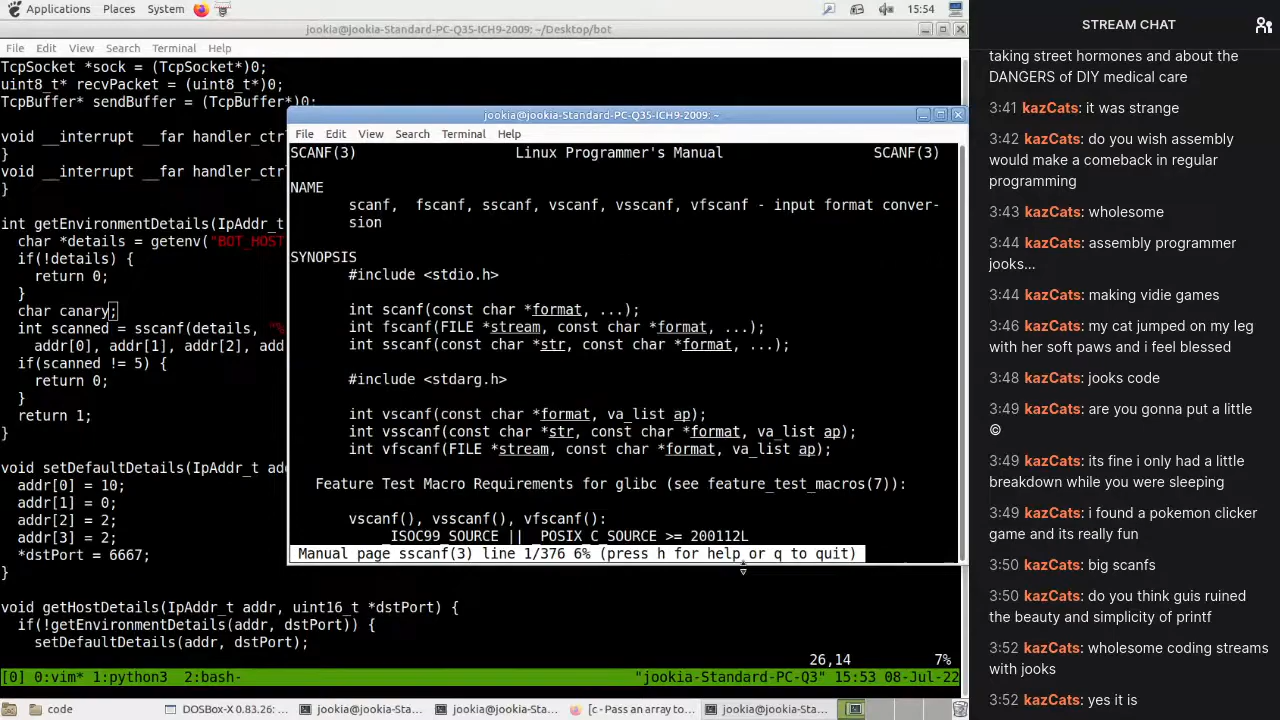 Applications Places System 15:54
jookia@jookia-Standard-PC-Q35-ICH9-2009: ~/Desktop/bot
File Edit View Search Terminal Help
TcpSocket *sock = (TcpSocket*)0;
uint8_t* recvPacket = (uint8_t*)0;
TcpBuffer* sendBuffer = (TcpBuffer*)0;
void __interrupt __far handler_ctr
}
void __interrupt __far handler_ctr
}
int getEnvironmentDetails(IpAddr_t
char *details = getenv("BOT_HOST
if(!details) {
return 0;
}
char canary;
int scanned = sscanf(details, "%
addr[0], addr[1], addr[2], add
if(scanned != 5) {
return 0;
}
return 1;
}
void setDefaultDetails(IpAddr_t ad
addr[0] = 10;
addr[1] = 0;
addr[2] = 2;
addr[3] = 2;
*dstPort = 6667;
}
void getHostDetails(IpAddr_t addr, uint16_t *dstPort) {
if(!getEnvironmentDetails(addr, dstPort)) {
setDefaultDetails(addr, dstPort);
26,14 7%
[0] 0:vim* 1:python3 2:bash- "jookia-Standard-PC-Q3" 15:53 08-Jul-22
jookia@jookia-Standard-PC-Q35-ICH9-2009: ~
File Edit View Search Terminal Help
SCANF(3) Linux Programmer's Manual SCANF(3)
NAME
scanf, fscanf, sscanf, vscanf, vsscanf, vfscanf - input format conver-
sion
SYNOPSIS
#include <stdio.h>
int scanf(const char *format, ...);
int fscanf(FILE *stream, const char *format, ...);
int sscanf(const char *str, const char *format, ...);
#include <stdarg.h>
int vscanf(const char *format, va_list ap);
int vsscanf(const char *str, const char *format, va_list ap);
int vfscanf(FILE *stream, const char *format, va_list ap);
Feature Test Macro Requirements for glibc (see feature_test_macros(7)):
vscanf(), vsscanf(), vfscanf():
_ISOC99_SOURCE || _POSIX_C_SOURCE >= 200112L
Manual page sscanf(3) line 1/376 6% (press h for help or q to quit)
code DOSBox-X 0.83.26:... jookia@jookia-Sta... jookia@jookia-Sta... [c - Pass an array to... jookia@jookia-Sta...
STREAM CHAT
taking street hormones and about the
DANGERS of DIY medical care
3:41 kazCats: it was strange
3:42 kazCats: do you wish assembly
would make a comeback in regular
programming
3:43 kazCats: wholesome
3:44 kazCats: assembly programmer
jooks...
3:44 kazCats: making vidie games
3:46 kazCats: my cat jumped on my leg
with her soft paws and i feel blessed
3:48 kazCats: jooks code
3:49 kazCats: are you gonna put a little
©
3:49 kazCats: its fine i only had a little
breakdown while you were sleeping
3:49 kazCats: i found a pokemon clicker
game and its really fun
3:50 kazCats: big scanfs
3:50 kazCats: do you think guis ruined
the beauty and simplicity of printf
3:52 kazCats: wholesome coding streams
with jooks
3:52 kazCats: yes it is